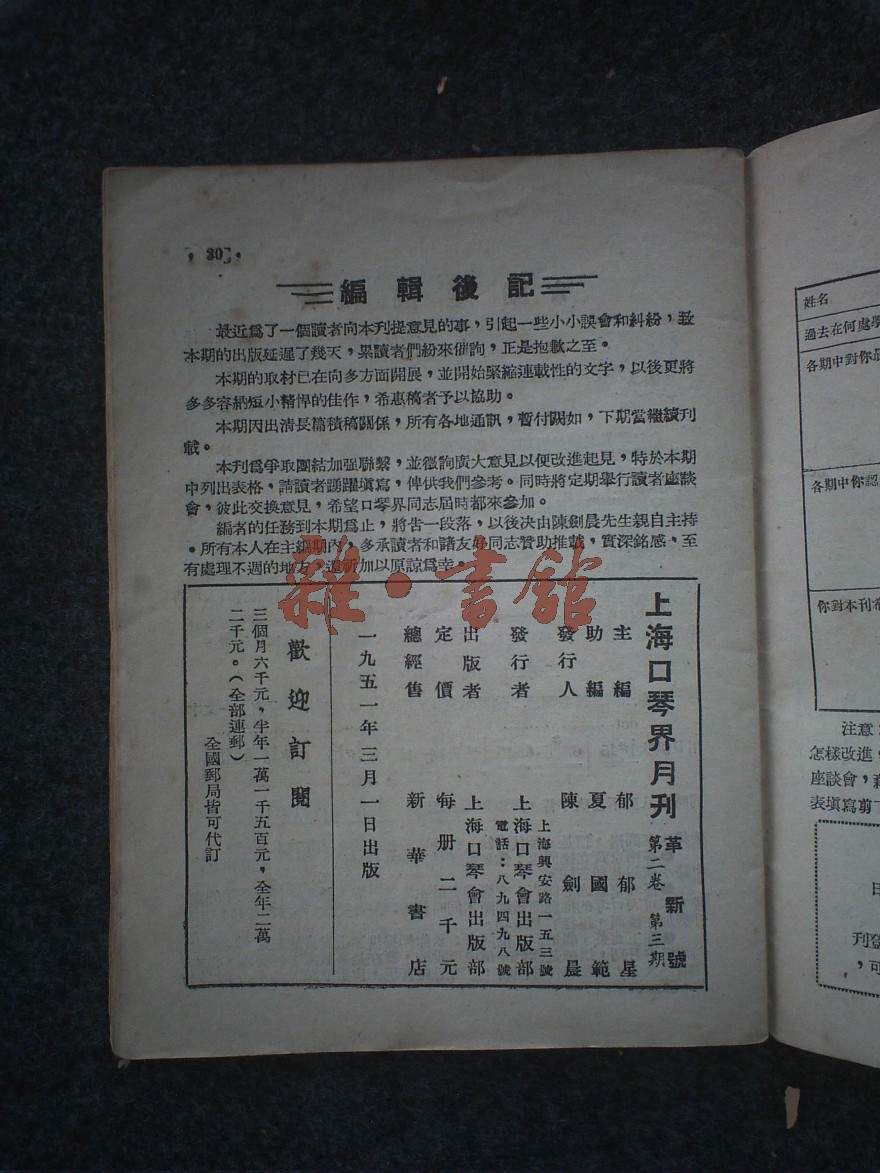 30
編輯後記
最近爲了一個讀者向本刊提意見的事，引起一些小小誤會和糾紛，致
本期的出版延遲了幾天，累讀者們紛來催詢，正是抱歉之至。
本期的取材已在向多方面開展，並開始緊縮連載性的文字，以後更將
多多容納短小精悍的佳作，希惠稿者予以協助。
本期因出清長篇積稿關係，所有各地通訊，暫付闕如，下期當繼續刊
載。
本刊爲爭取團結加强聯繫，並徵詢廣大意見以便改進起見，特於本期
中列出表格，請讀者踴躍塡寫，俾供我們參考。同時將定期舉行讀者座談
會，彼此交換意見，希望口琴界同志屆時都來參加。
編者的任務到本期爲止，將告一段落，以後決由陳劍晨先生親自主持
。所有本人在主編期內，多承讀者和諸友好同志贊助推載，實深銘感，至
有處理不週的地方，還祈加以原諒爲幸。
雜·書館
上海口琴界月刊 革新號
第二卷 第三期
主編 郁郁星
助編 夏國範
發行人 陳劍晨
上海興安路一五三號
發行者 上海口琴會出版部
電話：八九四九八號
出版者 上海口琴會出版部
定價 每册二千元
總經售 新華書店
一九五一年三月一日出版
歡迎訂閱
三個月六千元，半年一萬一千五百元，全年二萬
二千元。（全部連郵）
全國郵局皆可代訂
姓名
過去在何處學
各期中對你最
各期中你認
你對本刊希
注意
怎樣改進，
座談會，
表塡寫剪下
刊登
，可